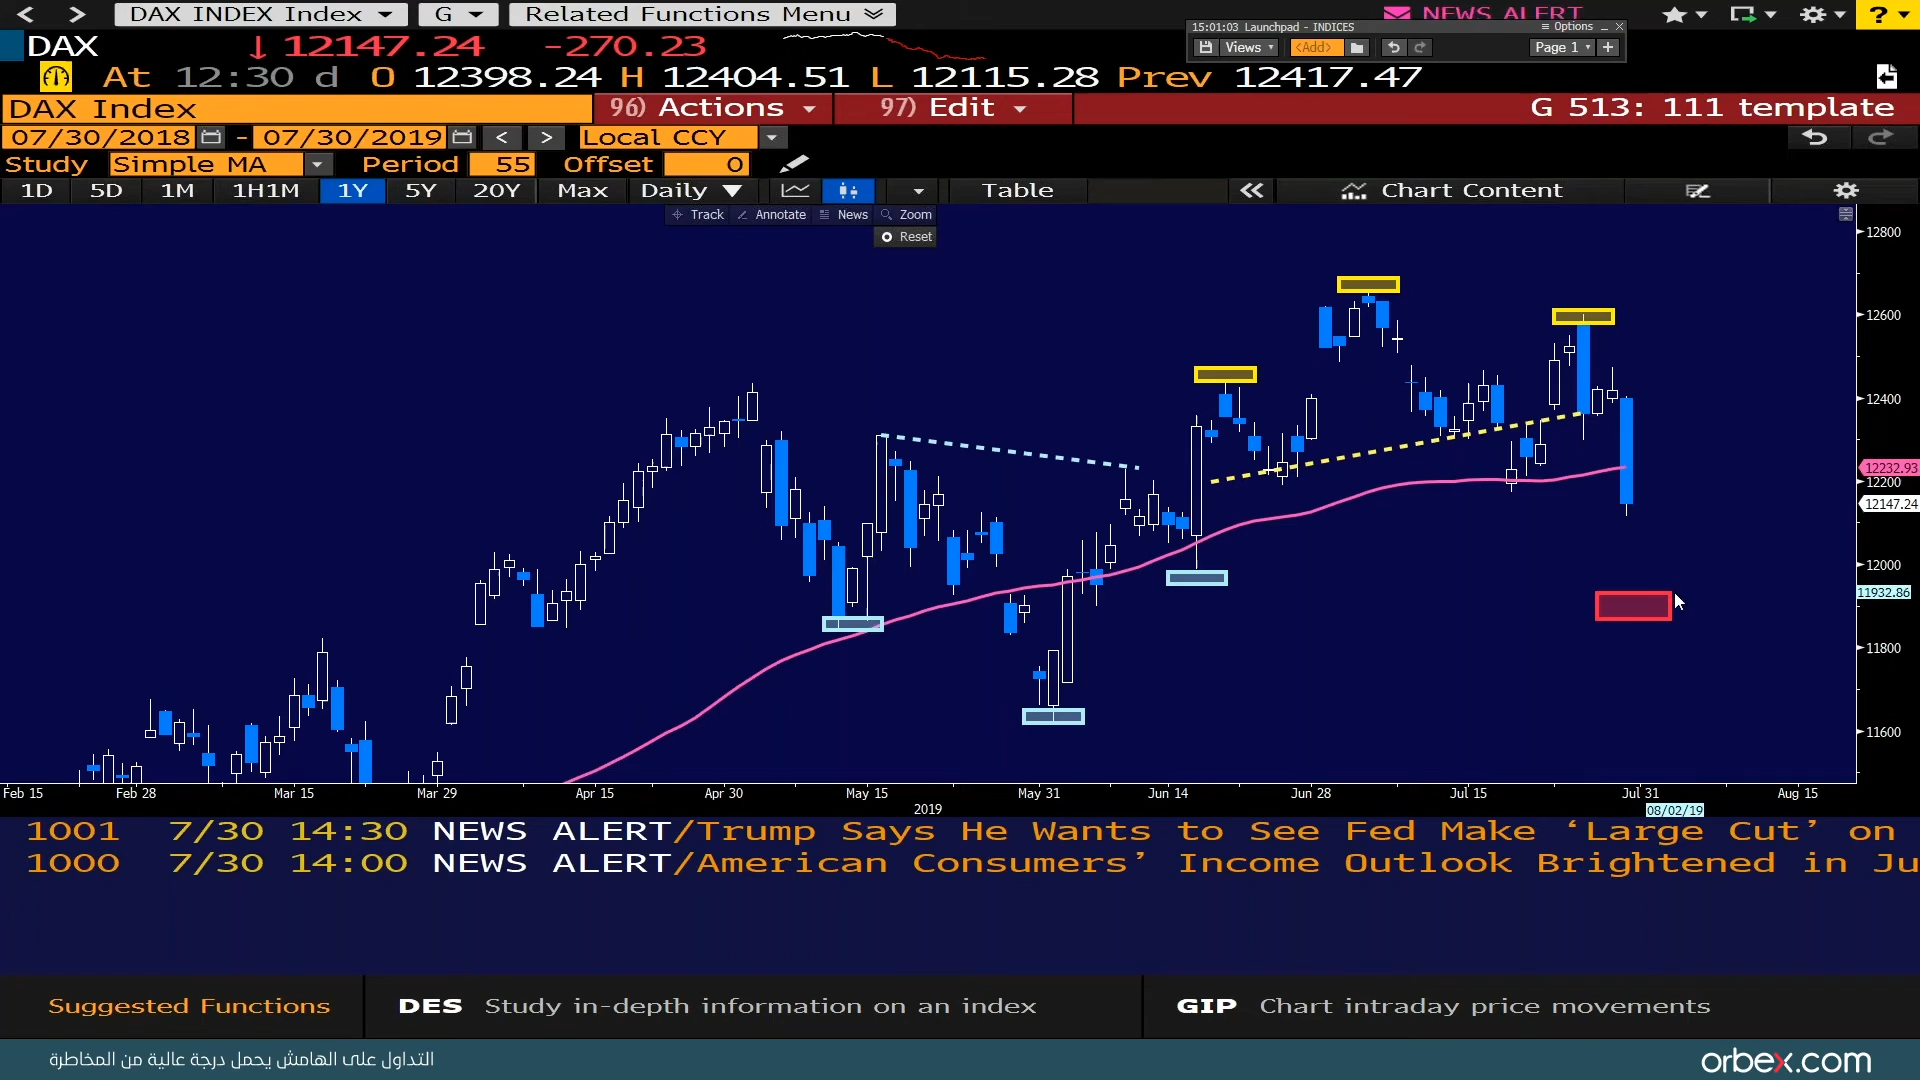 DAX INDEX Index G Related Functions Menu NEWS ALERT ?
15:01:03 Launchpad - INDICES Options
Views <Add> Page 1 +
DAX ↓ 12147.24 -270.23
At 12:30 d O 12398.24 H 12404.51 L 12115.28 Prev 12417.47
DAX Index 96) Actions 97) Edit G 513: 111 template
07/30/2018 - 07/30/2019 < > Local CCY
Study Simple MA Period 55 Offset 0
1D 5D 1M 1H1M 1Y 5Y 20Y Max Daily ▼ Table « Chart Content
Track Annotate News Zoom
Reset
12800
12600
12400
12232.93
12200
12147.24
12000
11932.86
11800
11600
Feb 15 Feb 28 Mar 15 Mar 29 Apr 15 Apr 30 May 15 May 31 Jun 14 Jun 28 Jul 15 Jul 31 Aug 15
2019 08/02/19
1001 7/30 14:30 NEWS ALERT/Trump Says He Wants to See Fed Make ‘Large Cut’ on
1000 7/30 14:00 NEWS ALERT/American Consumers’ Income Outlook Brightened in Ju
Suggested Functions DES Study in-depth information on an index GIP Chart intraday price movements
التداول على الهامش يحمل درجة عالية من المخاطرة
orbex.com